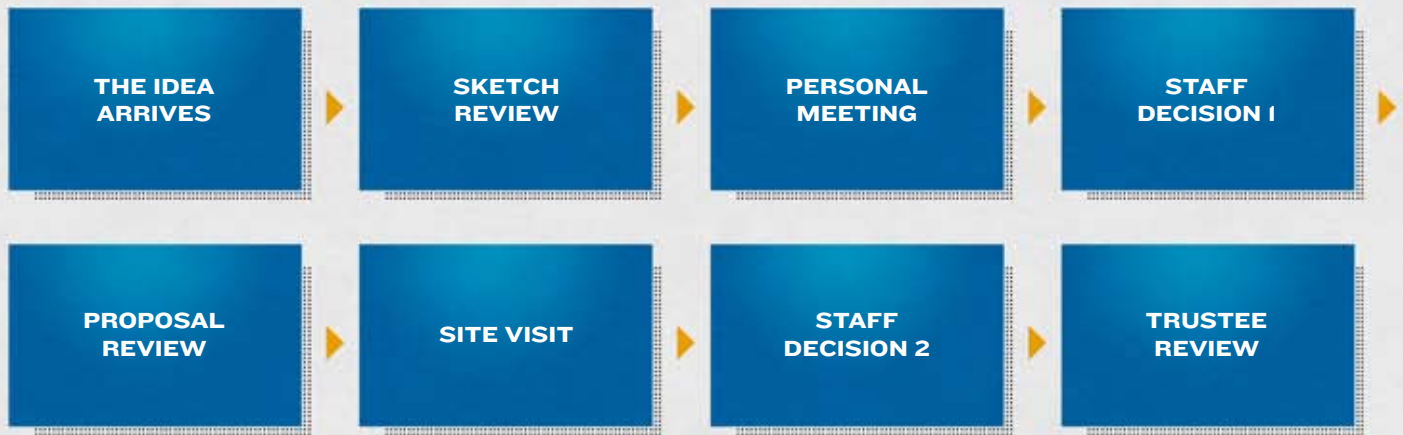 THE IDEA
ARRIVES
SKETCH
REVIEW
PERSONAL
MEETING
STAFF
DECISION 1
PROPOSAL
REVIEW
SITE VISIT
STAFF
DECISION 2
TRUSTEE
REVIEW